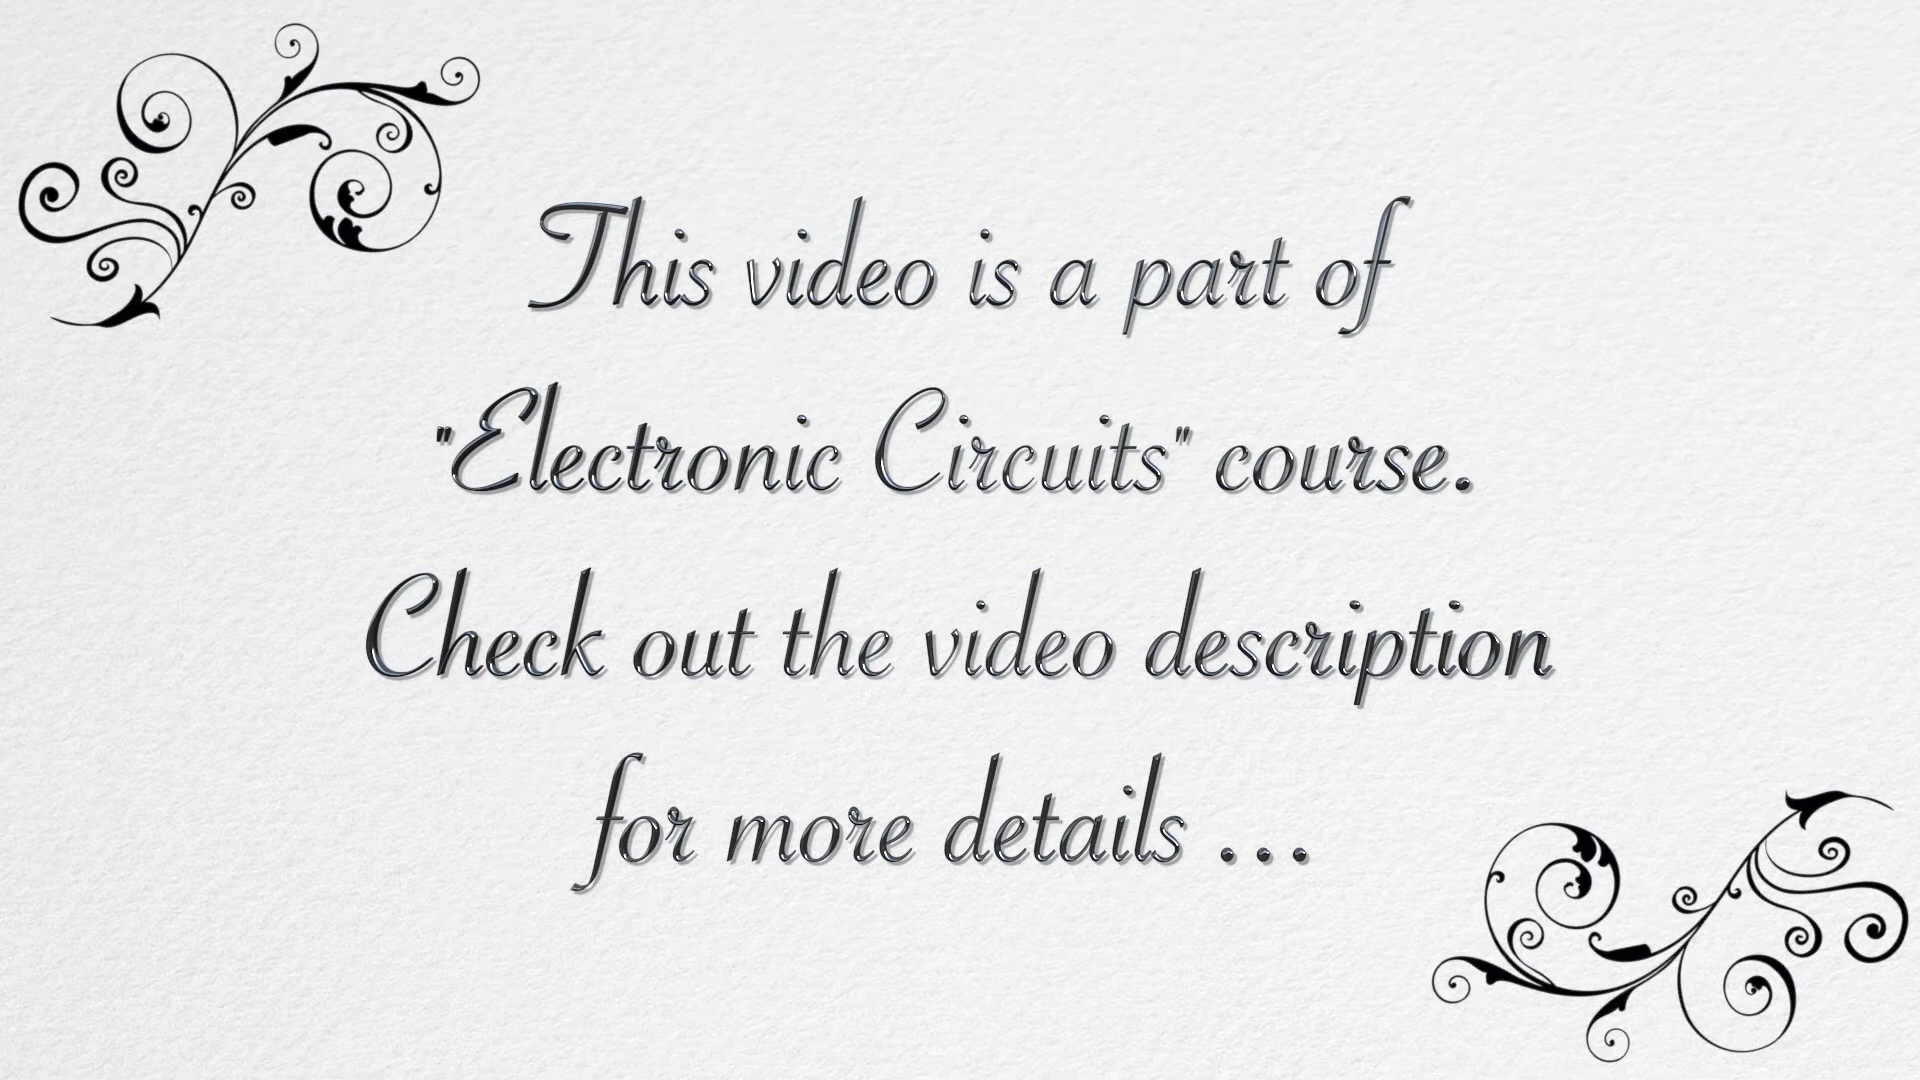 This video is a part of
"Electronic Circuits" course.
Check out the video description
for more details ...